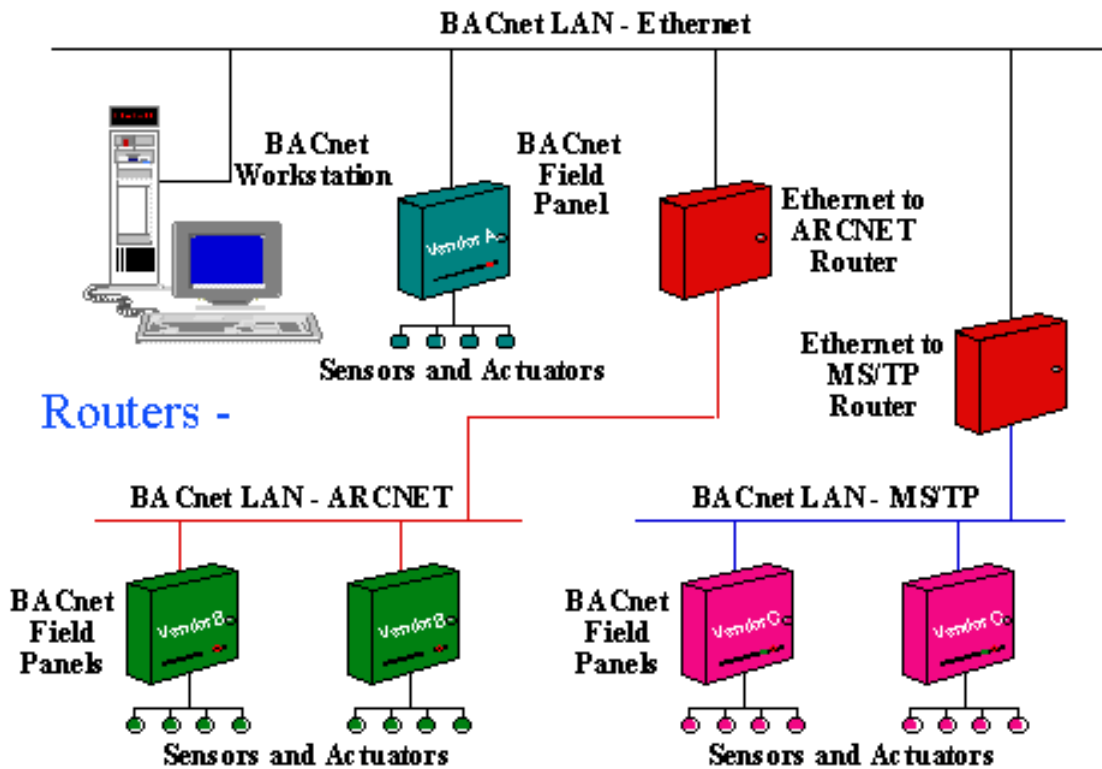 BACnet LAN - Ethernet
BACnet
Workstation
BACnet
Field
Panel
Vendor A
Ethernet to
ARCNET
Router
Sensors and Actuators
Ethernet to
MS/TP
Router
Routers -
BACnet LAN - ARCNET
BACnet LAN - MS/TP
BACnet
Field
Panels
Vendor B
Vendor B
BACnet
Field
Panels
Vendor C
Vendor C
Sensors and Actuators
Sensors and Actuators